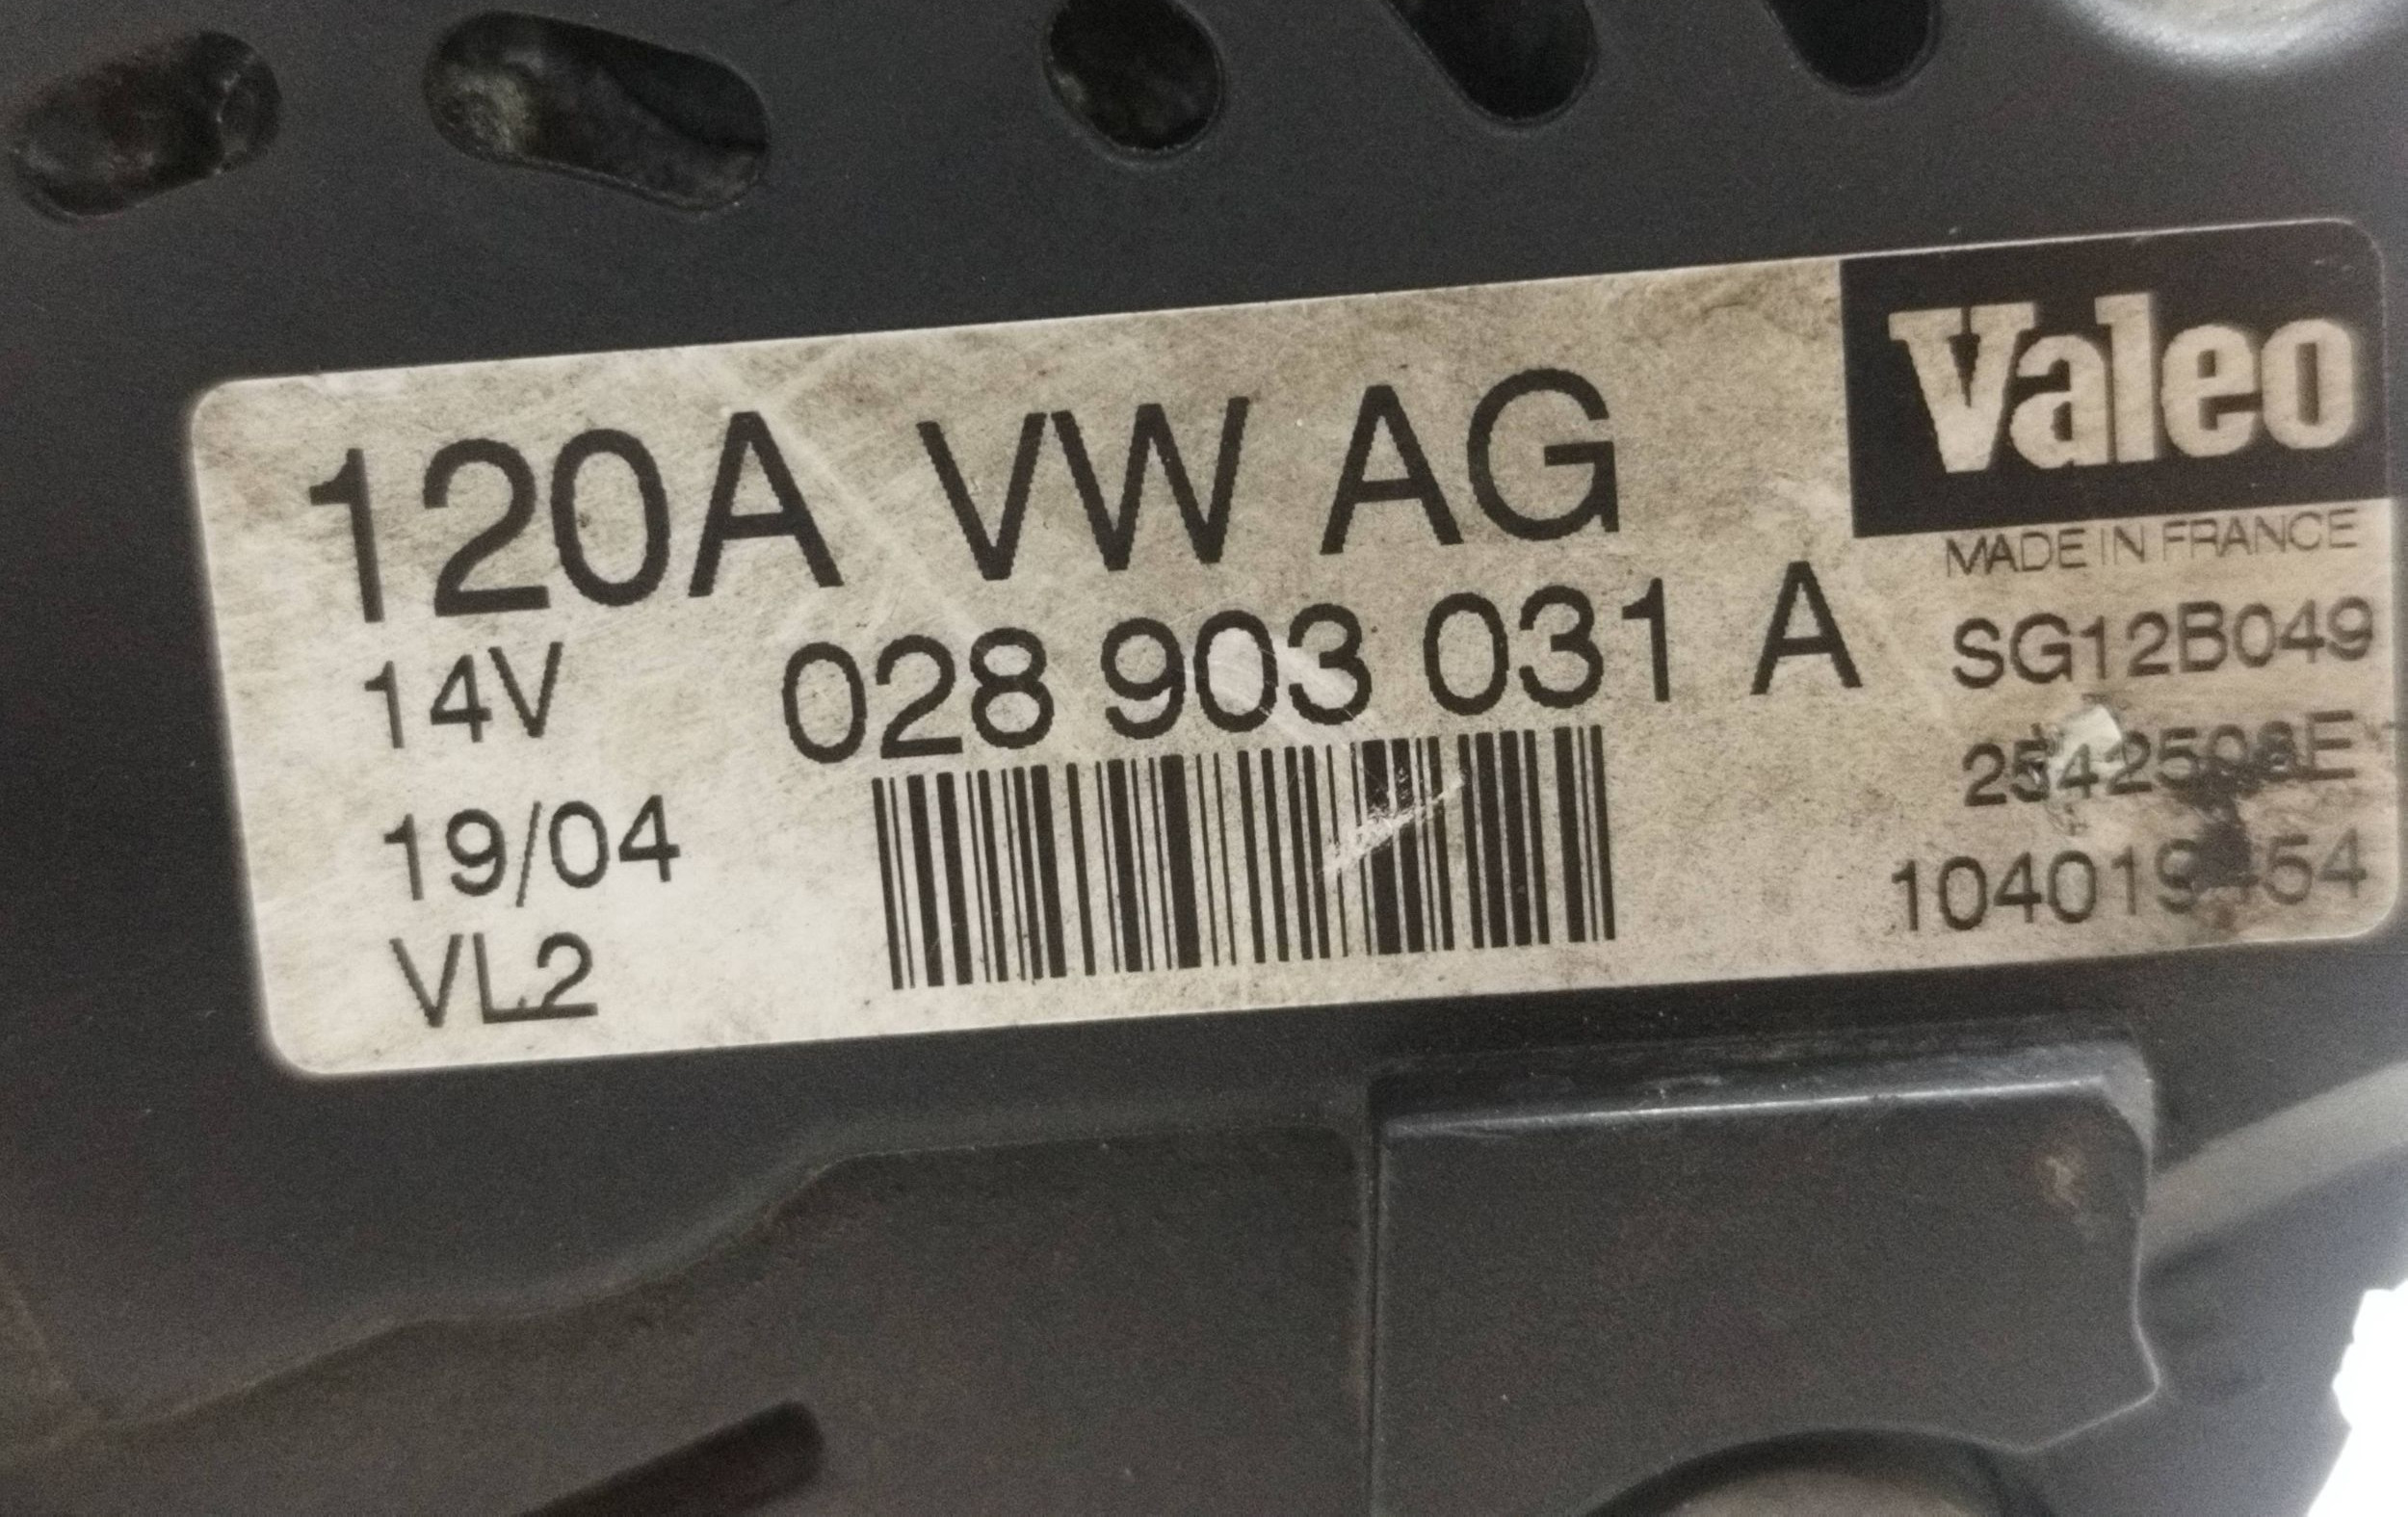 120A VW AG
Valeo
MADE IN FRANCE
14V
028 903 031 A
SG12B049
19/04
VL2